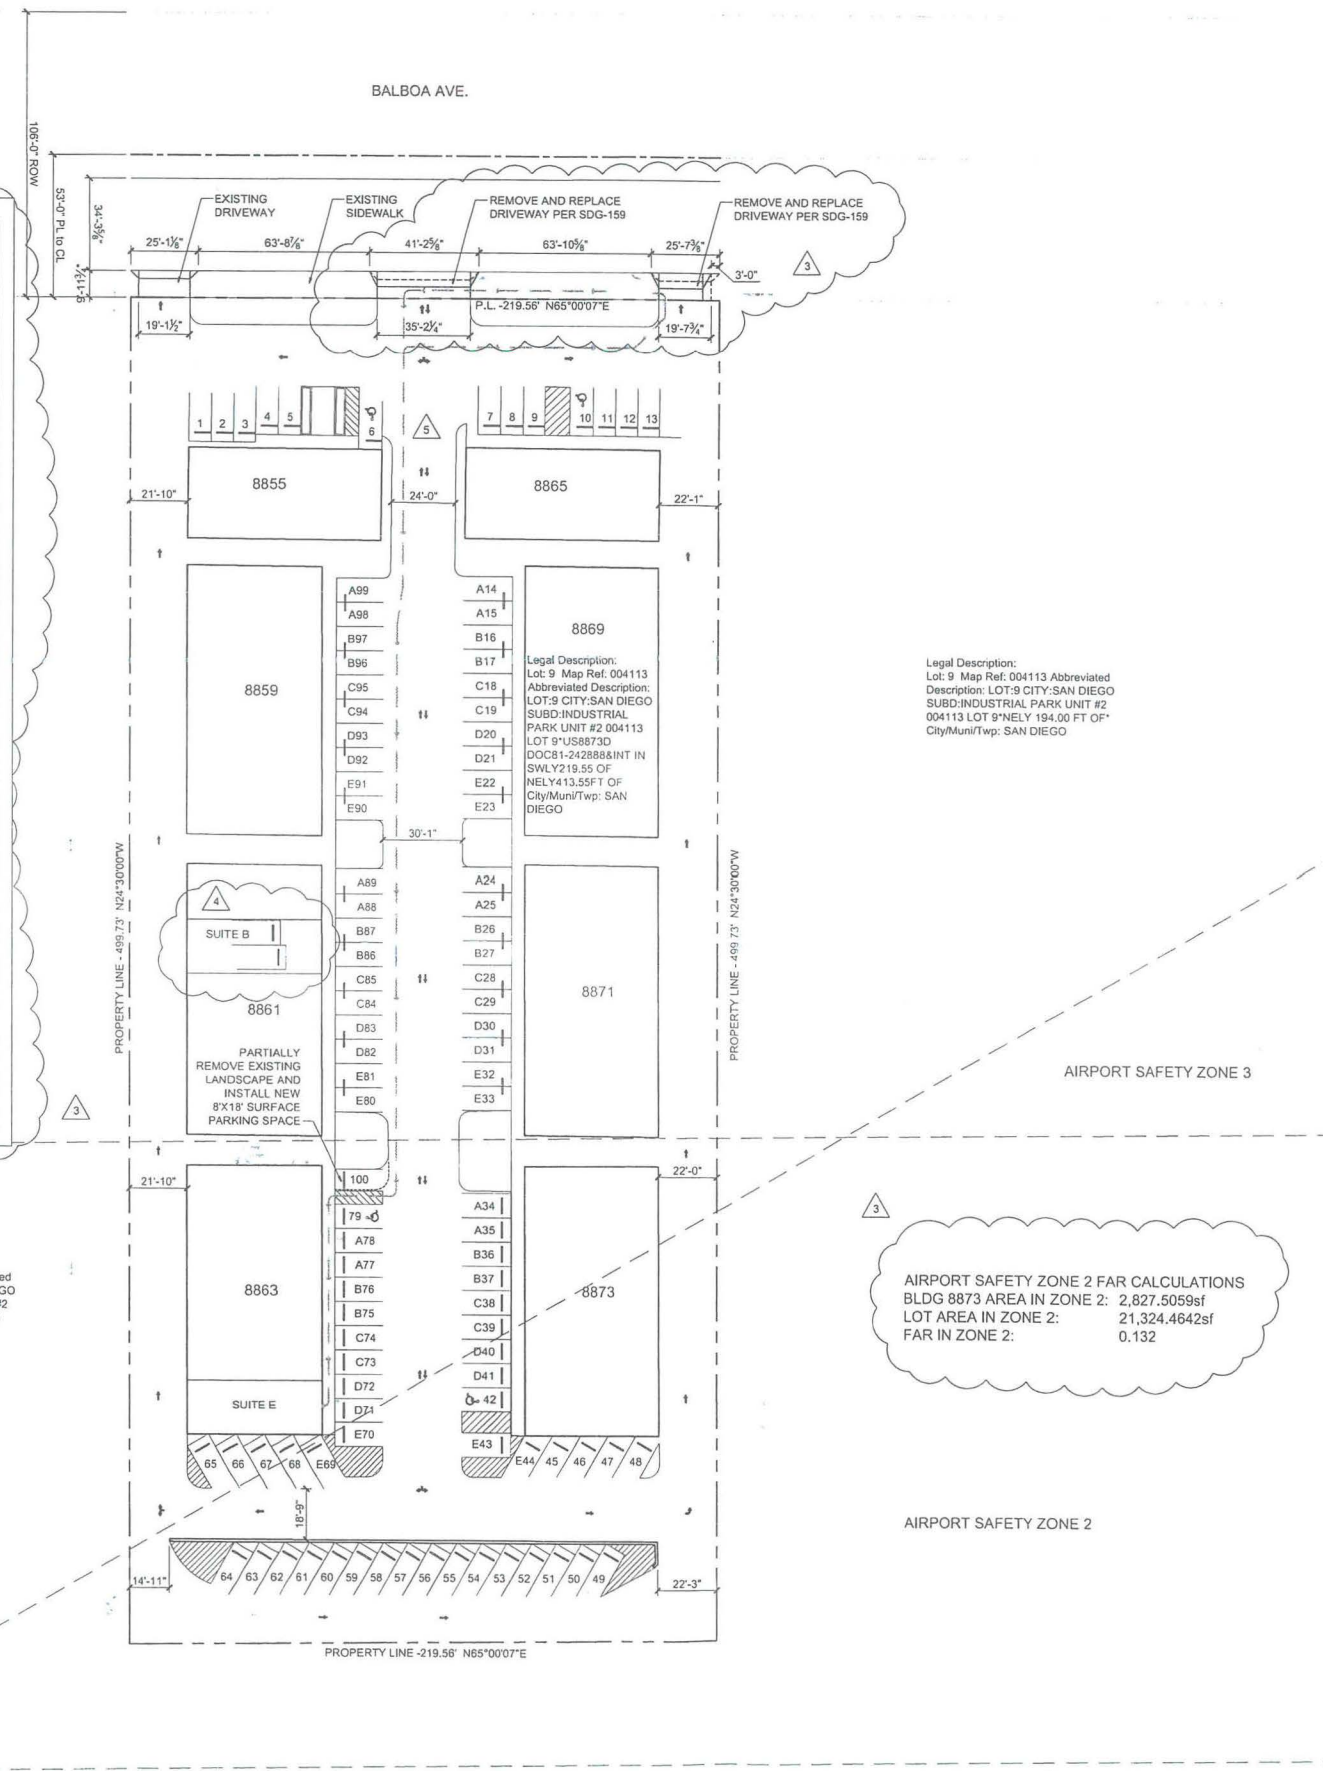 BALBOA AVE.
106'-0" ROW
53'-0" PL to CL
34'-3⅝"
EXISTING
DRIVEWAY
EXISTING
SIDEWALK
REMOVE AND REPLACE
DRIVEWAY PER SDG-159
REMOVE AND REPLACE
DRIVEWAY PER SDG-159
25'-1⅛"
63'-8⅞"
41'-2⅝"
63'-10⅝"
25'-7⅜"
3'-0"
3
P.L. -219.56' N65°00'07"E
19'-1½"
35'-2¼"
19'-7¾"
1
2
3
4
5
6
5
7
8
9
10
11
12
13
8855
8865
21'-10"
24'-0"
22'-1"
A99
A98
B97
B96
C95
C94
D93
D92
E91
E90
A14
A15
B16
B17
C18
C19
D20
D21
E22
E23
8859
8869
Legal Description:
Lot: 9 Map Ref: 004113
Abbreviated Description:
LOT:9 CITY:SAN DIEGO
SUBD:INDUSTRIAL
PARK UNIT #2 004113
LOT 9*US8873D
DOC81-242888&INT IN
SWLY219.55 OF
NELY413.55FT OF
City/Muni/Twp: SAN
DIEGO
Legal Description:
Lot: 9 Map Ref: 004113 Abbreviated
Description: LOT:9 CITY:SAN DIEGO
SUBD:INDUSTRIAL PARK UNIT #2
004113 LOT 9*NELY 194.00 FT OF*
City/Muni/Twp: SAN DIEGO
30'-1"
PROPERTY LINE - 499.73' N24°30'00"W
PROPERTY LINE - 499.73' N24°30'00"W
4
SUITE B
8861
PARTIALLY
REMOVE EXISTING
LANDSCAPE AND
INSTALL NEW
8'X18' SURFACE
PARKING SPACE
A89
A88
B87
B86
C85
C84
D83
D82
E81
E80
A24
A25
B26
B27
C28
C29
D30
D31
E32
E33
8871
AIRPORT SAFETY ZONE 3
3
21'-10"
22'-0"
100
79
A78
A77
B76
B75
C74
C73
D72
D71
E70
A34
A35
B36
B37
C38
C39
D40
D41
42
E43
8863
8873
SUITE E
3
AIRPORT SAFETY ZONE 2 FAR CALCULATIONS
BLDG 8873 AREA IN ZONE 2: 2,827.5059sf
LOT AREA IN ZONE 2: 21,324.4642sf
FAR IN ZONE 2: 0.132
ed
GO
65
66
67
68
E69
E44
45
46
47
48
18'-9"
AIRPORT SAFETY ZONE 2
14'-11"
64
63
62
61
60
59
58
57
56
55
54
53
52
51
50
49
22'-3"
PROPERTY LINE -219.56' N65°00'07"E